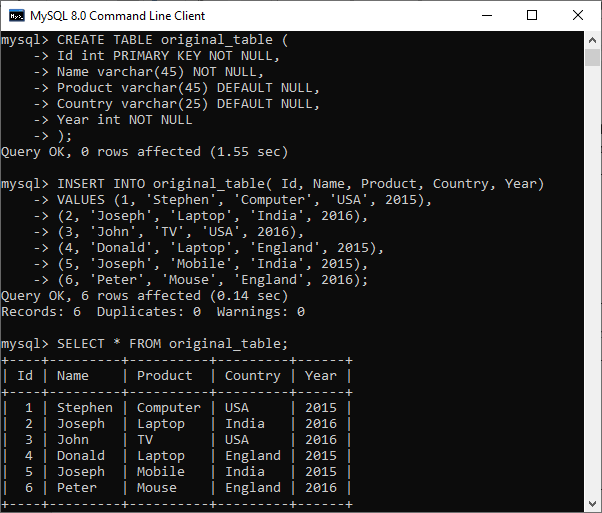 MySQL 8.0 Command Line Client
mysql> CREATE TABLE original_table (
    -> Id int PRIMARY KEY NOT NULL,
    -> Name varchar(45) NOT NULL,
    -> Product varchar(45) DEFAULT NULL,
    -> Country varchar(25) DEFAULT NULL,
    -> Year int NOT NULL
    -> );
Query OK, 0 rows affected (1.55 sec)

mysql> INSERT INTO original_table( Id, Name, Product, Country, Year)
    -> VALUES (1, 'Stephen', 'Computer', 'USA', 2015),
    -> (2, 'Joseph', 'Laptop', 'India', 2016),
    -> (3, 'John', 'TV', 'USA', 2016),
    -> (4, 'Donald', 'Laptop', 'England', 2015),
    -> (5, 'Joseph', 'Mobile', 'India', 2015),
    -> (6, 'Peter', 'Mouse', 'England', 2016);
Query OK, 6 rows affected (0.14 sec)
Records: 6  Duplicates: 0  Warnings: 0

mysql> SELECT * FROM original_table;
+----+---------+----------+---------+------+
| Id | Name    | Product  | Country | Year |
+----+---------+----------+---------+------+
|  1 | Stephen | Computer | USA     | 2015 |
|  2 | Joseph  | Laptop   | India   | 2016 |
|  3 | John    | TV       | USA     | 2016 |
|  4 | Donald  | Laptop   | England | 2015 |
|  5 | Joseph  | Mobile   | India   | 2015 |
|  6 | Peter   | Mouse    | England | 2016 |
+----+---------+----------+---------+------+